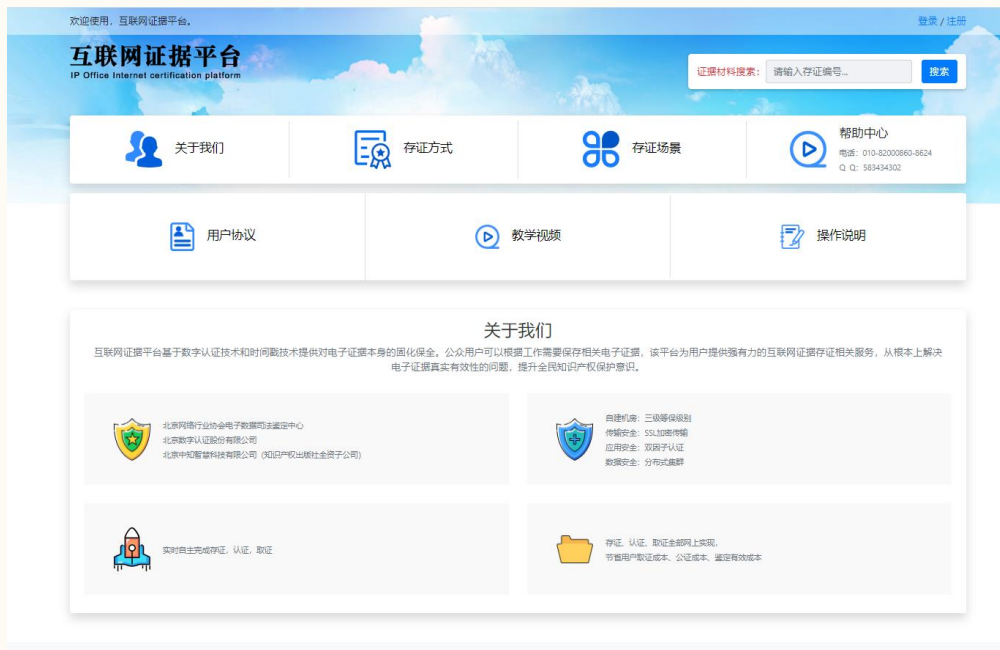 欢迎使用，互联网证据平台。
登录 / 注册
互联网证据平台
IP Office Internet certification platform
证据材料搜索：
请输入存证编号...
搜索
关于我们
存证方式
存证场景
帮助中心
电话：010-82000860-8624
Q Q：583434302
用户协议
教学视频
操作说明
关于我们
互联网证据平台基于数字认证技术和时间戳技术提供对电子证据本身的固化保全。公众用户可以根据工作需要保存相关电子证据，该平台为用户提供强有力的互联网证据存证相关服务，从根本上解决
电子证据真实有效性的问题，提升全民知识产权保护意识。
北京网络行业协会电子数据司法鉴定中心
北京数字认证股份有限公司
北京中知智慧科技有限公司（知识产权出版社全资子公司）
自建机房：三级等保级别
传输安全：SSL加密传输
应用安全：双因子认证
数据安全：分布式集群
实时自主完成存证，认证，取证
存证、认证、取证全部网上实现，
节省用户取证成本、公证成本、鉴定有效成本